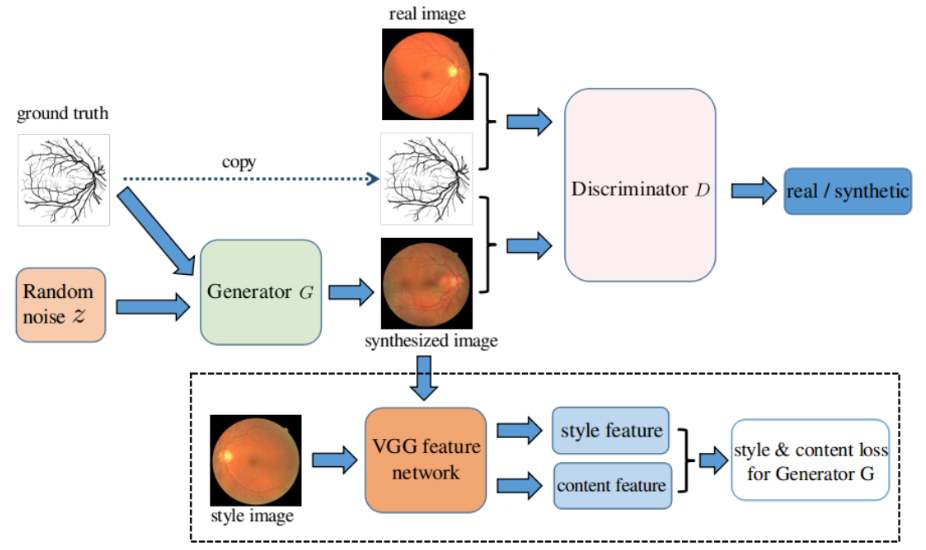 real image
ground truth
copy
Discriminator D
real / synthetic
Random
noise z
Generator G
synthesized image
VGG feature
network
style feature
content feature
style & content loss
for Generator G
style image